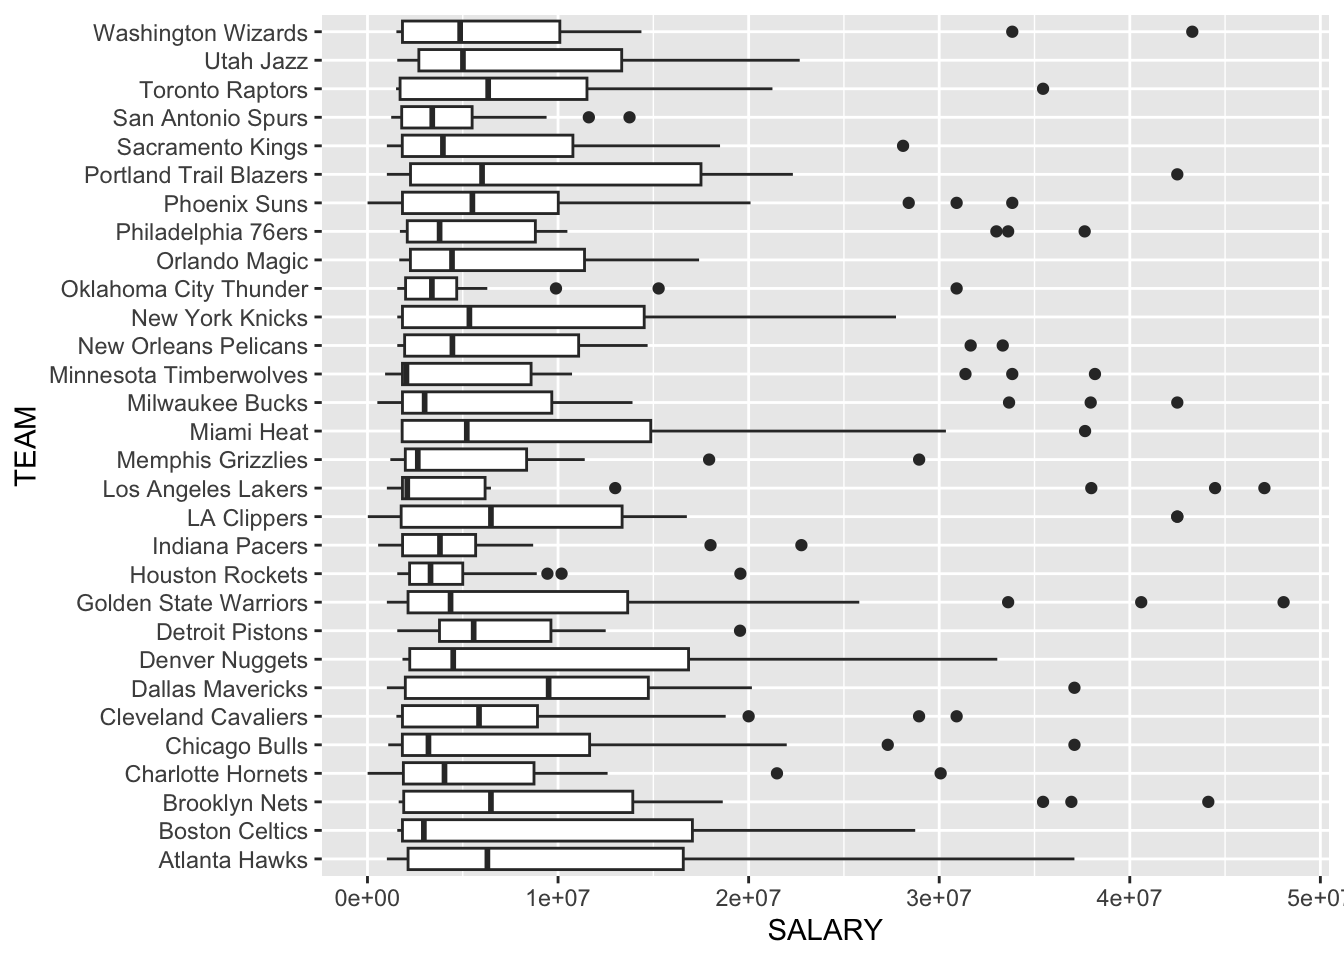 Washington Wizards
Utah Jazz
Toronto Raptors
San Antonio Spurs
Sacramento Kings
Portland Trail Blazers
Phoenix Suns
Philadelphia 76ers
Orlando Magic
Oklahoma City Thunder
New York Knicks
New Orleans Pelicans
Minnesota Timberwolves
Milwaukee Bucks
Miami Heat
Memphis Grizzlies
Los Angeles Lakers
LA Clippers
Indiana Pacers
Houston Rockets
Golden State Warriors
Detroit Pistons
Denver Nuggets
Dallas Mavericks
Cleveland Cavaliers
Chicago Bulls
Charlotte Hornets
Brooklyn Nets
Boston Celtics
Atlanta Hawks
TEAM
0e+00 1e+07 2e+07 3e+07 4e+07 5e+07
SALARY